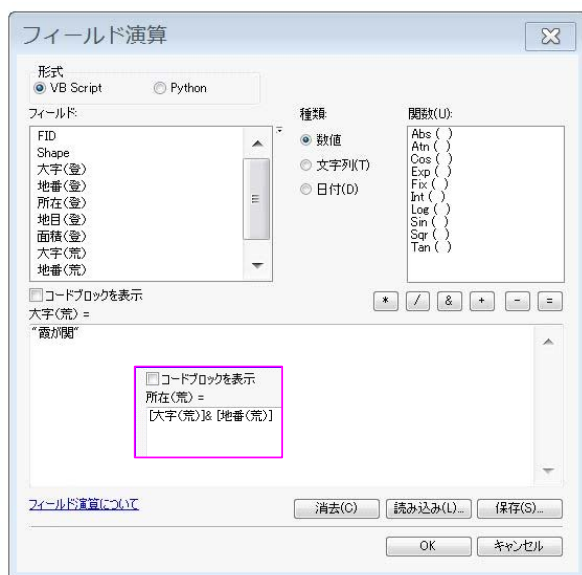 フィールド演算
形式
VB Script
Python
フィールド:
FID
Shape
大字(登)
地番(登)
所在(登)
地目(登)
面積(登)
大字(荒)
地番(荒)
種類:
数値
文字列(T)
日付(D)
関数(U):
Abs ( )
Atn ( )
Cos ( )
Exp ( )
Fix ( )
Int ( )
Log ( )
Sin ( )
Sqr ( )
Tan ( )
コードブロックを表示
* / & + - =
大字(荒) =
"霞が関"
コードブロックを表示
所在(荒) =
[大字(荒)]& [地番(荒)]
フィールド演算について
消去(C) 読み込み(L)... 保存(S)...
OK キャンセル